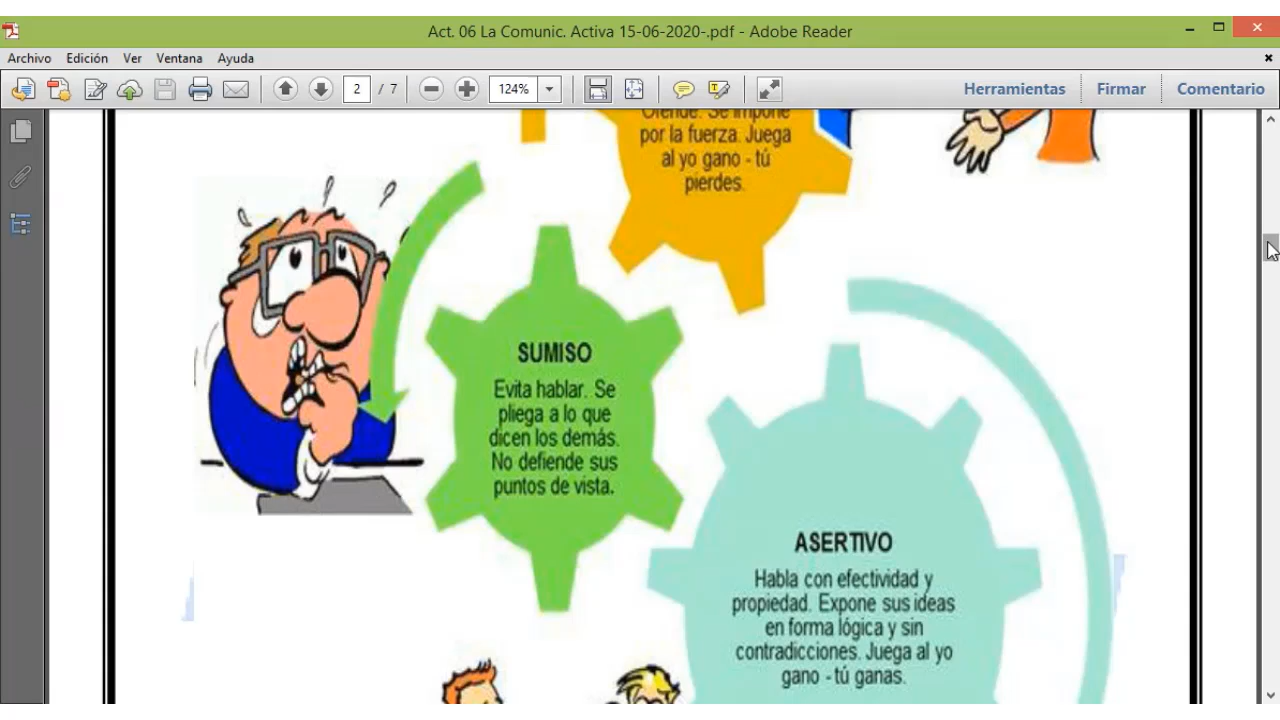 Act. 06 La Comunic. Activa 15-06-2020-.pdf - Adobe Reader
Archivo Edición Ver Ventana Ayuda
2 / 7 124% Herramientas Firmar Comentario
Ofende. Se impone
por la fuerza. Juega
al yo gano - tú
pierdes.
SUMISO
Evita hablar. Se
pliega a lo que
dicen los demás.
No defiende sus
puntos de vista.
ASERTIVO
Habla con efectividad y
propiedad. Expone sus ideas
en forma lógica y sin
contradicciones. Juega al yo
gano - tú ganas.